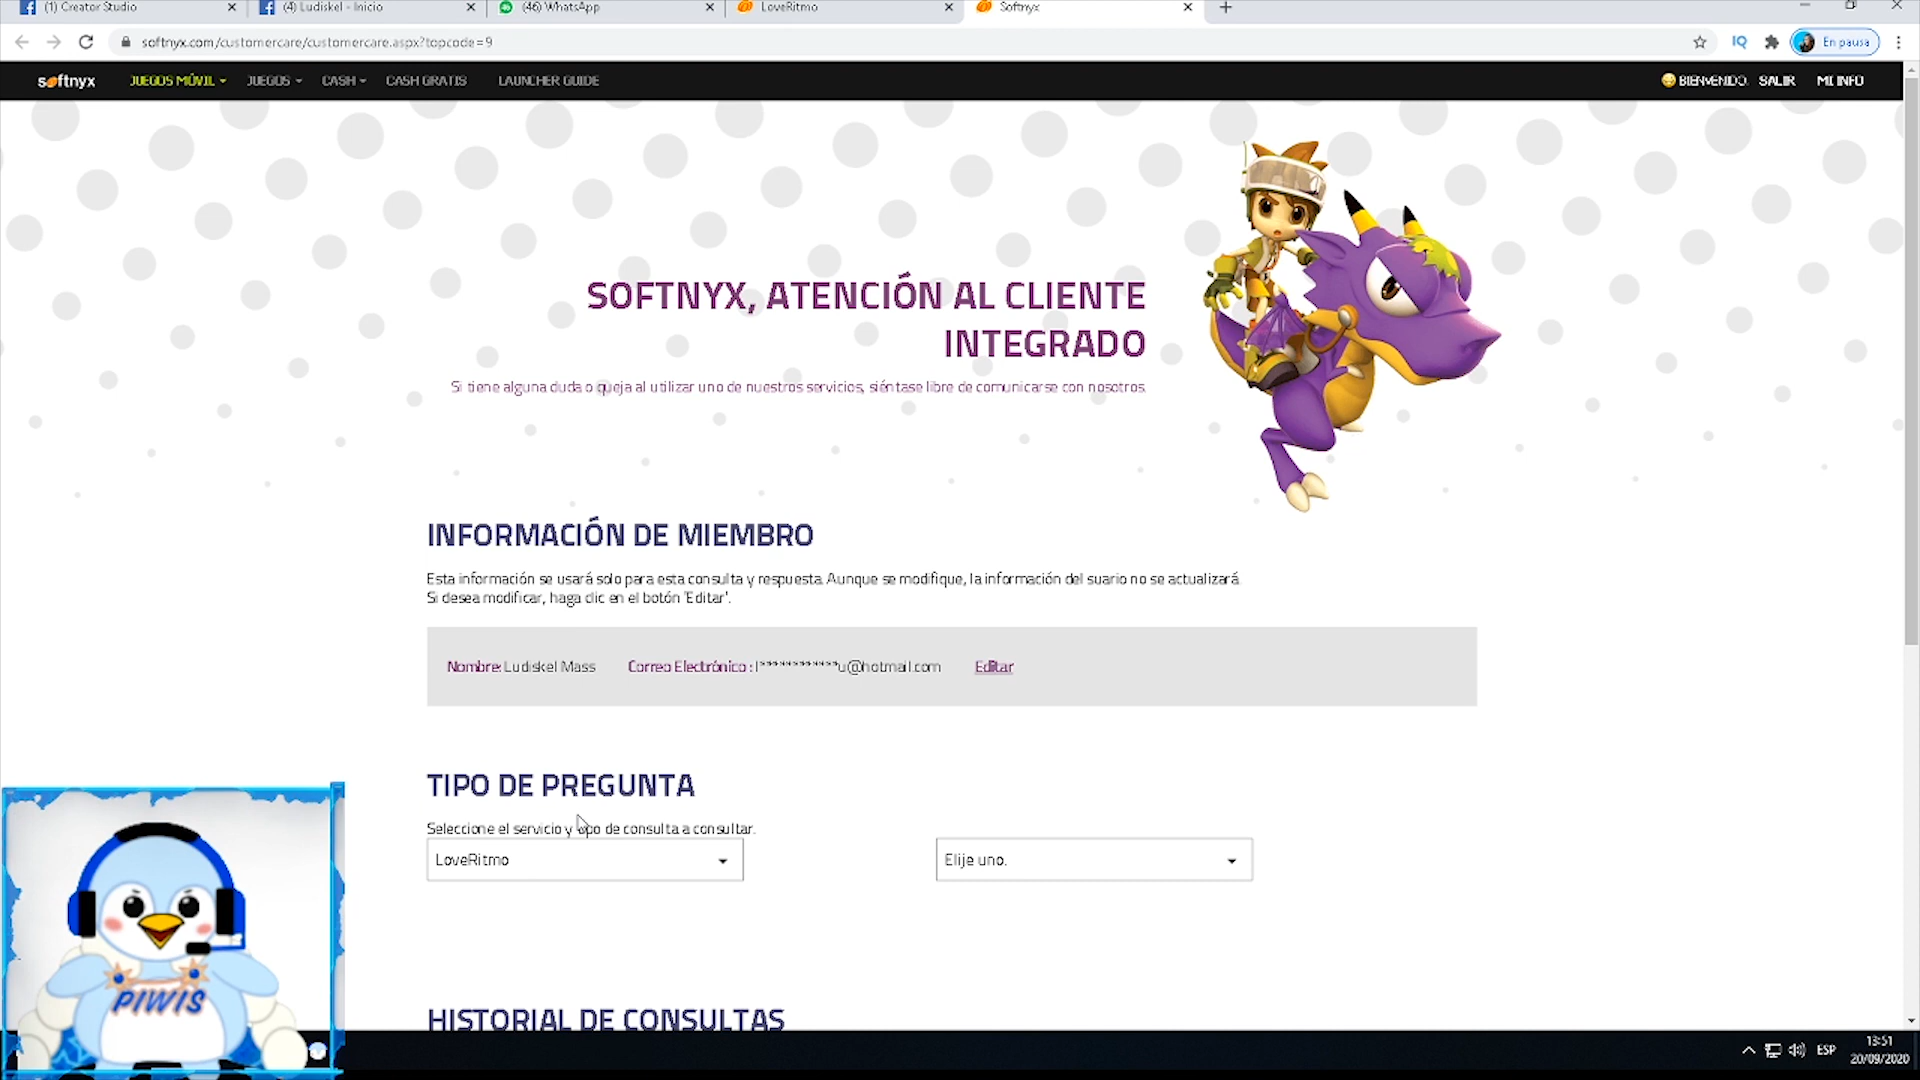 (1) Creator Studio
(4) Ludiskel - Inicio
(46) WhatsApp
LoveRitmo
Softnyx
softnyx.com/customercare/customercare.aspx?topcode=9
IQ
En pausa
softnyx
JUEGOS MÓVIL
JUEGOS
CASH
CASH GRATIS
LAUNCHER GUIDE
BIENVENIDO.
SALIR
MI INFO
SOFTNYX, ATENCIÓN AL CLIENTE
INTEGRADO
Si tiene alguna duda o queja al utilizar uno de nuestros servicios, siéntase libre de comunicarse con nosotros.
INFORMACIÓN DE MIEMBRO
Esta información se usará solo para esta consulta y respuesta. Aunque se modifique, la información del suario no se actualizará.
Si desea modificar, haga clic en el botón 'Editar'.
Nombre: Ludiskel Mass
Correo Electrónico : l************u@hotmail.com
Editar
TIPO DE PREGUNTA
Seleccione el servicio y tipo de consulta a consultar.
LoveRitmo
Elije uno.
HISTORIAL DE CONSULTAS
PIWIS
ESP
13:51
20/09/2020